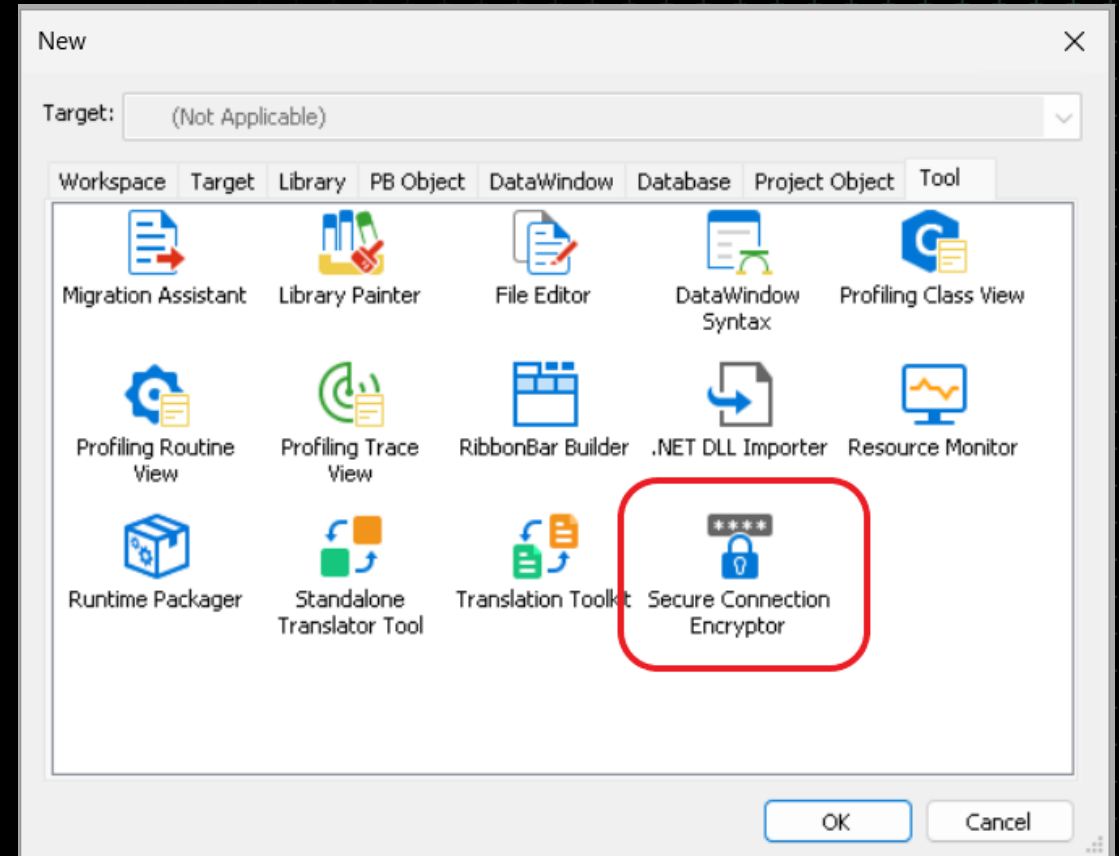 New
Target: (Not Applicable)
Workspace Target Library PB Object DataWindow Database Project Object Tool
Migration Assistant Library Painter File Editor DataWindow Profiling Class View
Syntax
Profiling Routine Profiling Trace RibbonBar Builder .NET DLL Importer Resource Monitor
View View
****
Runtime Packager Standalone Translation Toolkit Secure Connection
Translator Tool Encryptor
OK Cancel